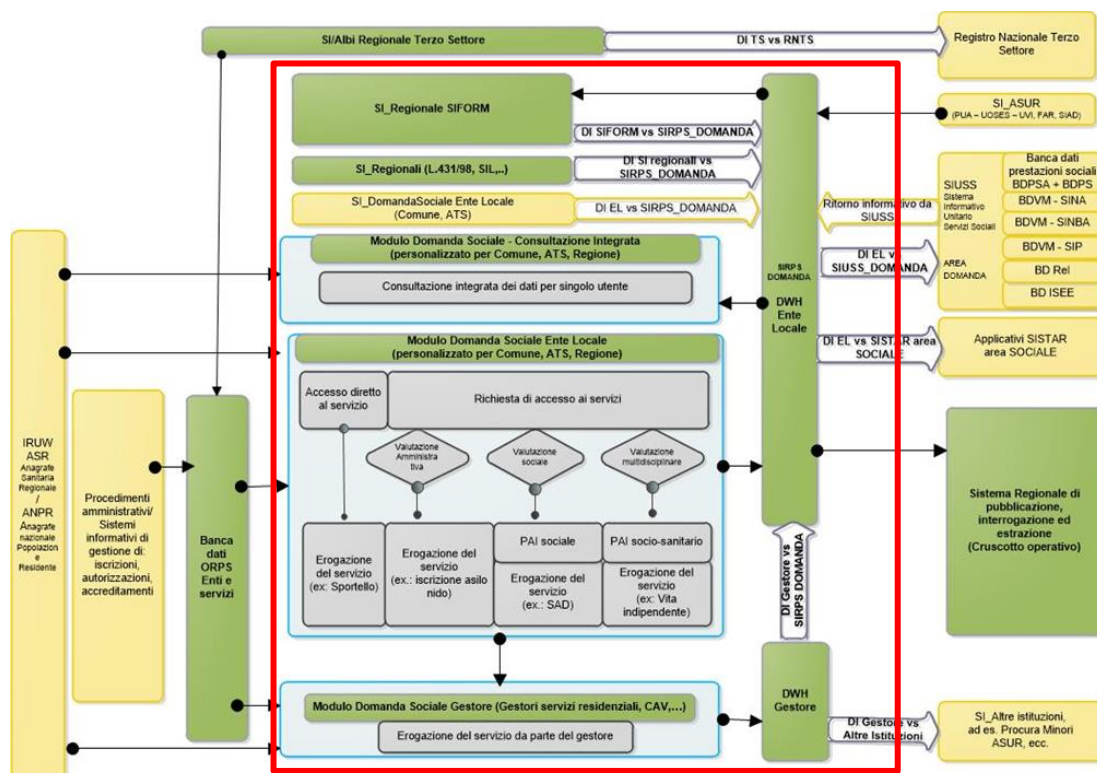 SI/Albi Regionale Terzo Settore
DI TS vs RNTS
Registro Nazionale Terzo
Settore
SI_Regionale SIFORM
DI SIFORM vs SIRPS_DOMANDA
SI_ASUR
(PUA – UOSES – UVI, FAR, SIAD)
SI_Regionali (L.431/98, SIL,..)
DI SI regionali vs
SIRPS_DOMANDA
SI_DomandaSociale Ente Locale
(Comune, ATS)
DI EL vs SIRPS_DOMANDA
Ritorno informativo da
SIUSS
SIUSS
Sistema
Informativo
Unitario
Servizi Sociali
AREA
DOMANDA
Banca dati
prestazioni sociali
BDPSA + BDPS
BDVM - SINA
BDVM - SINBA
BDVM - SIP
BD ReI
BD ISEE
Modulo Domanda Sociale - Consultazione Integrata
(personalizzato per Comune, ATS, Regione)
Consultazione integrata dei dati per singolo utente
SIRPS
DOMANDA
DWH
Ente
Locale
DI EL vs
SIUSS_DOMANDA
DI EL vs SISTAR area
SOCIALE
Applicativi SISTAR
area SOCIALE
Modulo Domanda Sociale Ente Locale
(personalizzato per Comune, ATS, Regione)
Accesso diretto
al servizio
Richiesta di accesso ai servizi
Valutazione
Amministra
tiva
Valutazione
sociale
Valutazione
multidisciplinare
PAI sociale
PAI socio-sanitario
Erogazione
del servizio
(ex: Sportello)
Erogazione del
servizio
(ex.: iscrizione asilo
nido)
Erogazione del
servizio
(ex.: SAD)
Erogazione del
servizio
(ex: Vita
indipendente)
IRUW
ASR
Anagrafe
Sanitaria
Regionale
/
ANPR
Anagrafe
nazionale
Popolazion
e
Residente
Procedimenti
amministrativi/
Sistemi
informativi di
gestione di:
iscrizioni,
autorizzazioni,
accreditamenti
Banca
dati
ORPS
Enti e
servizi
Sistema Regionale di
pubblicazione,
interrogazione ed
estrazione
(Cruscotto operativo)
DI Gestore vs
SIRPS DOMANDA
Modulo Domanda Sociale Gestore (Gestori servizi residenziali, CAV,...)
Erogazione del servizio da parte del gestore
DWH
Gestore
DI Gestore vs
Altre Istituzioni
SI_Altre istituzioni,
ad es. Procura Minori
ASUR, ecc.